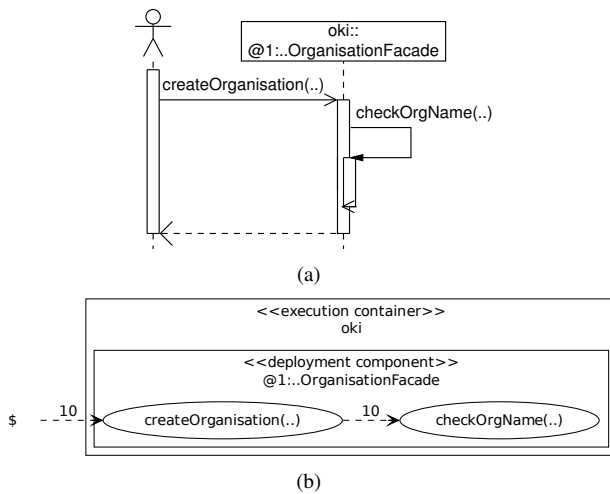 oki::
@1:..OrganisationFacade
createOrganisation(..)
checkOrgName(..)
(a)
<<execution container>>
oki
<<deployment component>>
@1:..OrganisationFacade
$ 10 createOrganisation(..) 10 checkOrgName(..)
(b)